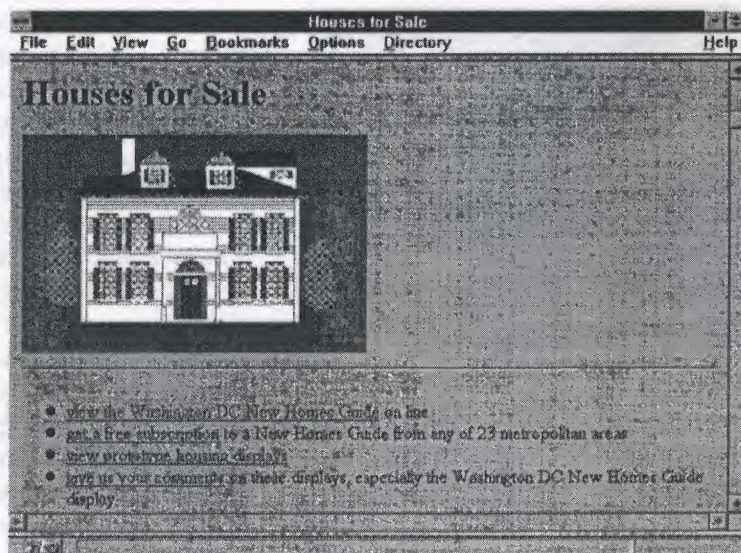 Houses for Sale
File Edit View Go Bookmarks Options Directory Help
Houses for Sale
view the Washington DC New Homes Guide on line
get a free subscription to a New Homes Guide from any of 23 metropolitan areas
view prototype housing displays
give us your comments on these displays, especially the Washington DC New Homes Guide
display.